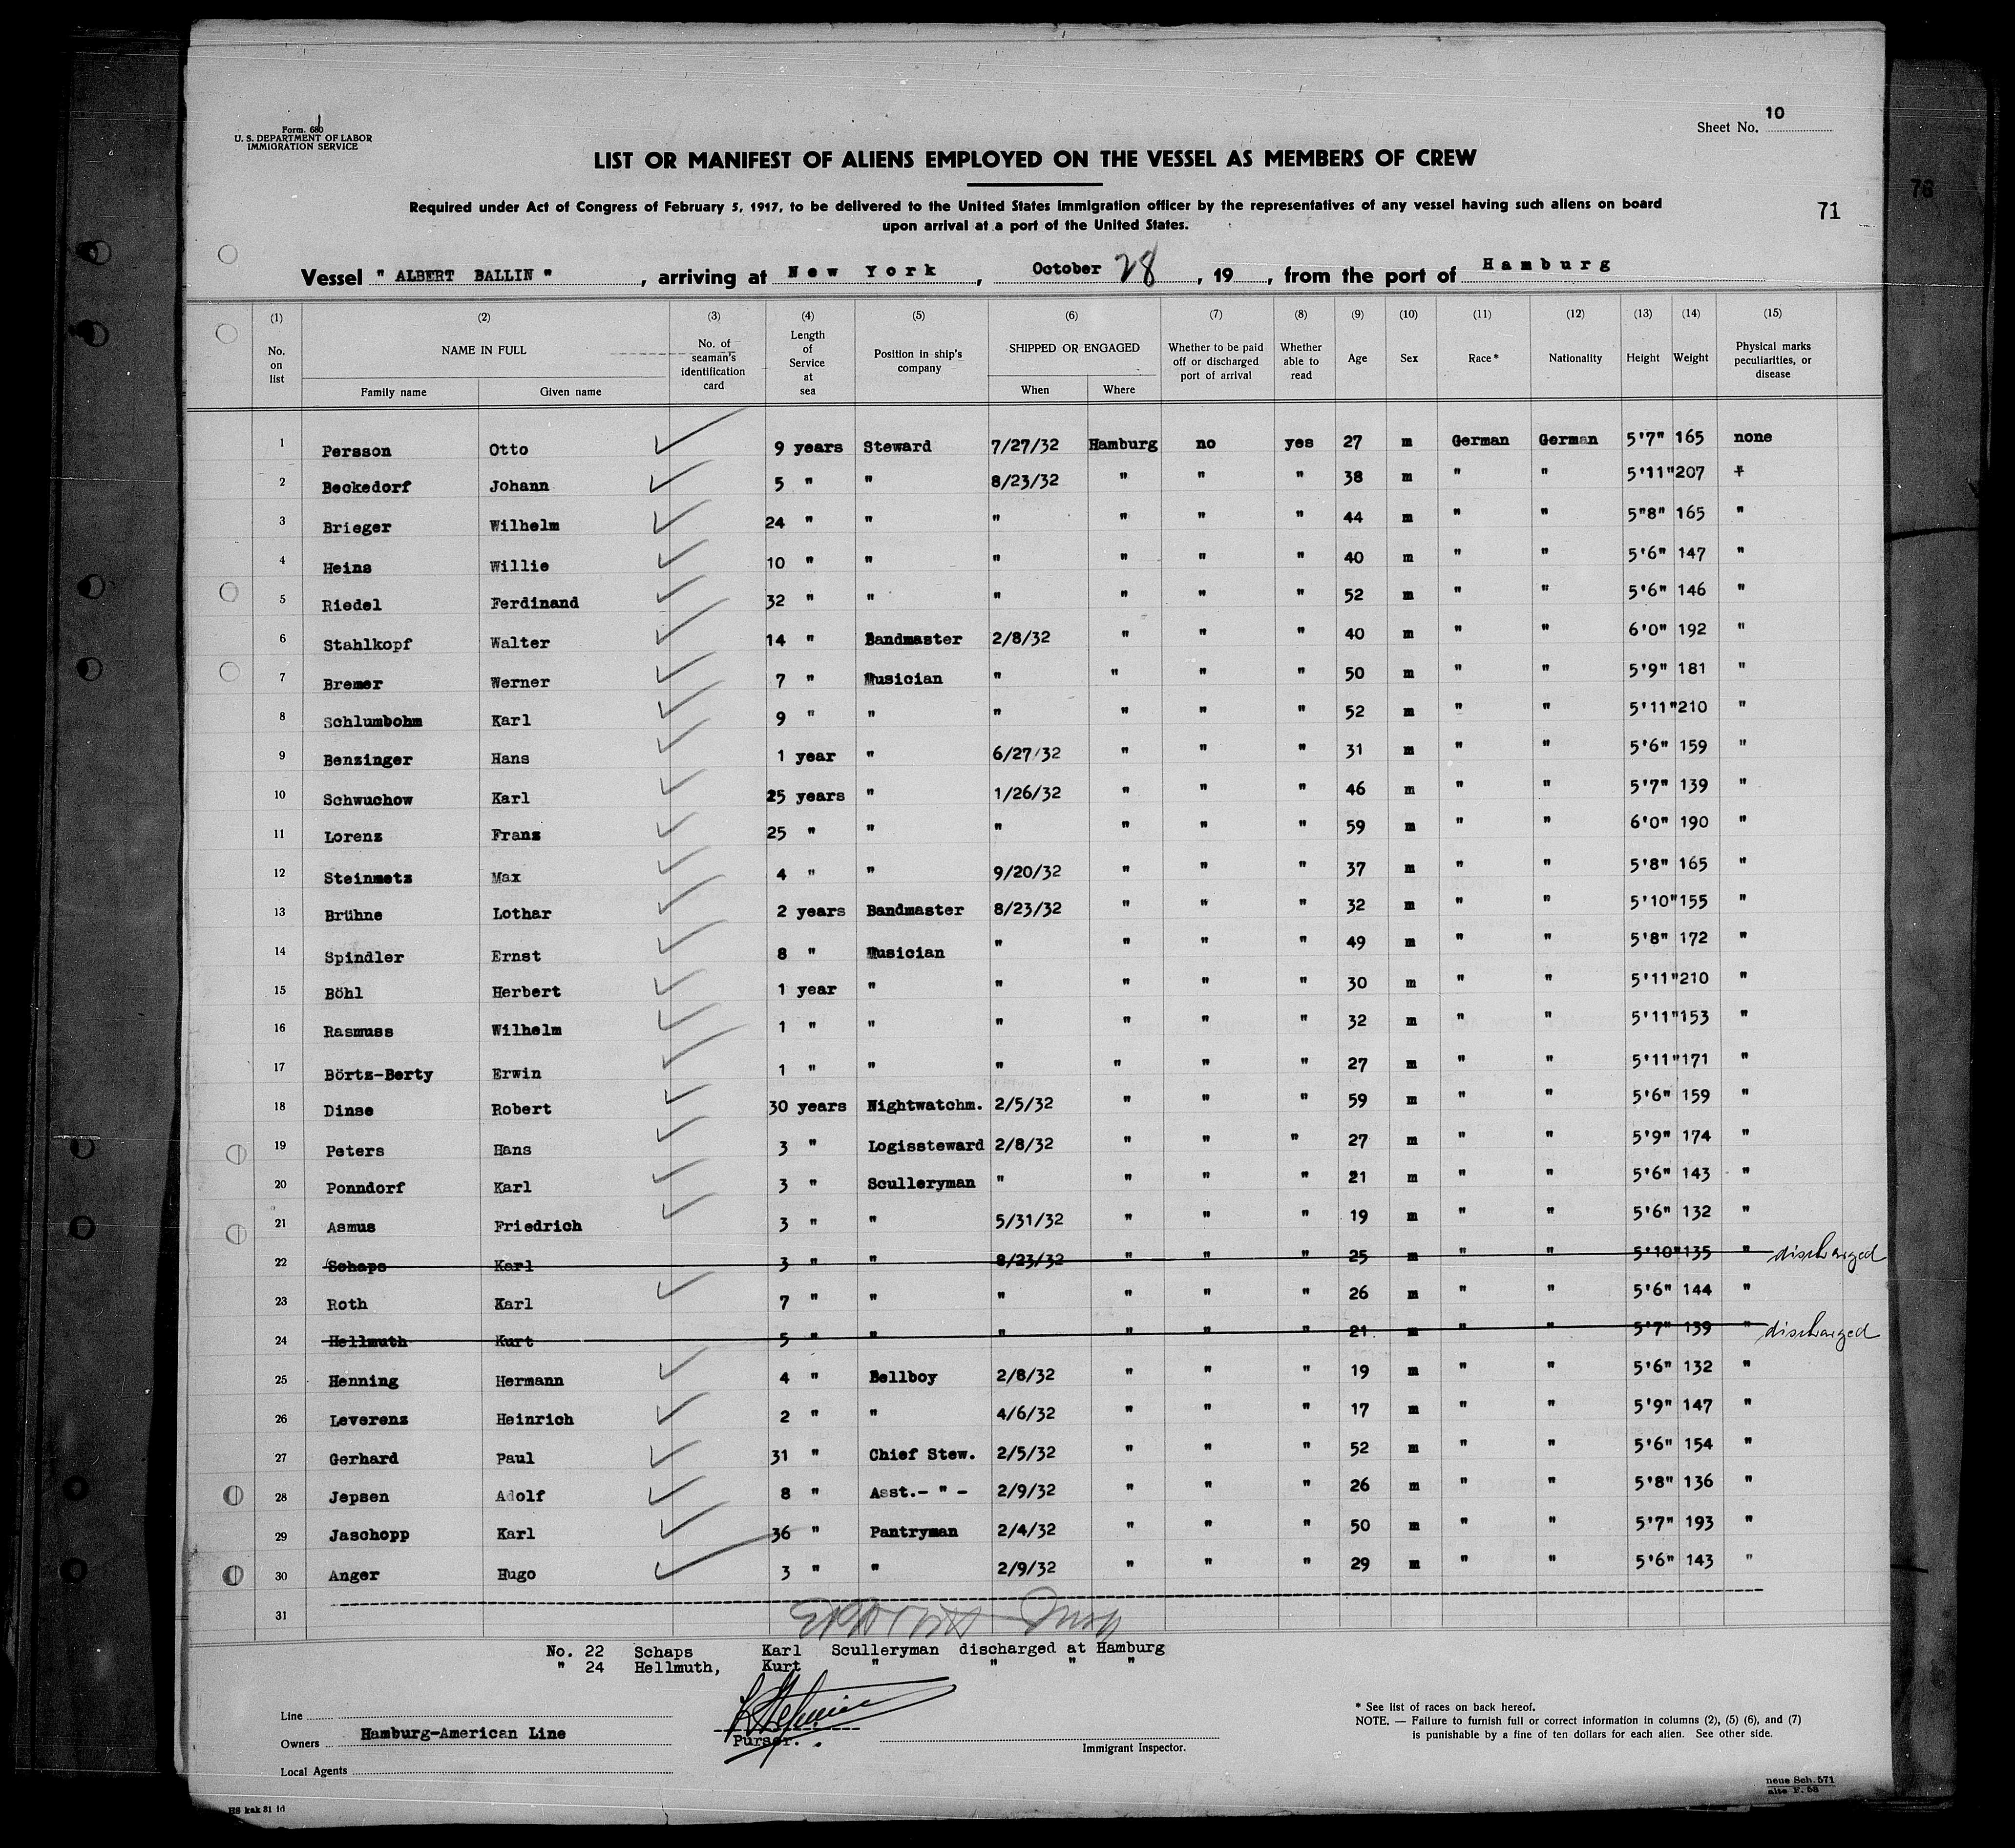 Form. 680
U. S. DEPARTMENT OF LABOR
IMMIGRATION SERVICE
Sheet No. 10
LIST OR MANIFEST OF ALIENS EMPLOYED ON THE VESSEL AS MEMBERS OF CREW
Required under Act of Congress of February 5, 1917, to be delivered to the United States immigration officer by the representatives of any vessel having such aliens on board
upon arrival at a port of the United States.
71
78
Vessel " ALBERT BALLIN " , arriving at New York , October 28 , 19 , from the port of Hamburg
(1) (2) (3) (4) (5) (6) (7) (8) (9) (10) (11) (12) (13) (14) (15)
No. on list NAME IN FULL Family name Given name No. of seaman's identification card Length of Service at sea Position in ship's company SHIPPED OR ENGAGED When Where Whether to be paid off or discharged port of arrival Whether able to read Age Sex Race* Nationality Height Weight Physical marks peculiarities, or disease
1 Persson Otto 9 years Steward 7/27/32 Hamburg no yes 27 m German German 5'7" 165 none
2 Beckedorf Johann 5 " " 8/23/32 " " " 38 m " " 5'11" 207 "
3 Brieger Wilhelm 24 " " " " " " 44 m " " 5"8" 165 "
4 Heins Willie 10 " " " " " " 40 m " " 5'6" 147 "
5 Riedel Ferdinand 32 " " " " " " 52 m " " 5'6" 146 "
6 Stahlkopf Walter 14 " Bandmaster 2/8/32 " " " 40 m " " 6'0" 192 "
7 Bremer Werner 7 " Musician " " " " 50 m " " 5'9" 181 "
8 Schlumbohm Karl 9 " " " " " " 52 m " " 5'11" 210 "
9 Benzinger Hans 1 year " 6/27/32 " " " 31 m " " 5'6" 159 "
10 Schwuchow Karl 25 years " 1/26/32 " " " 46 m " " 5'7" 139 "
11 Lorenz Franz 25 " " " " " " 59 m " " 6'0" 190 "
12 Steinmetz Max 4 " " 9/20/32 " " " 37 m " " 5'8" 165 "
13 Brühne Lothar 2 years Bandmaster 8/23/32 " " " 32 m " " 5'10" 155 "
14 Spindler Ernst 8 " Musician " " " " 49 m " " 5'8" 172 "
15 Böhl Herbert 1 year " " " " " 30 m " " 5'11" 210 "
16 Rasmuss Wilhelm 1 " " " " " " 32 m " " 5'11" 153 "
17 Börtz-Berty Erwin 1 " " " " " " 27 m " " 5'11" 171 "
18 Dinse Robert 30 years Nightwatchm. 2/5/32 " " " 59 m " " 5'6" 159 "
19 Peters Hans 3 " Logissteward 2/8/32 " " " 27 m " " 5'9" 174 "
20 Ponndorf Karl 3 " Sculleryman " " " " 21 m " " 5'6" 143 "
21 Asmus Friedrich 3 " " 5/31/32 " " " 19 m " " 5'6" 132 "
22 Schaps Karl 3 " " 8/23/32 " " " 25 m " " 5'10" 135 " discharged
23 Roth Karl 7 " " " " " " 26 m " " 5'6" 144 "
24 Hellmuth Kurt 5 " " " " " " 21 m " " 5'7" 139 " discharged
25 Henning Hermann 4 " Bellboy 2/8/32 " " " 19 m " " 5'6" 132 "
26 Leverenz Heinrich 2 " " 4/6/32 " " " 17 m " " 5'9" 147 "
27 Gerhard Paul 31 " Chief Stew. 2/5/32 " " " 52 m " " 5'6" 154 "
28 Jepsen Adolf 8 " Asst.- " - 2/9/32 " " " 26 m " " 5'8" 136 "
29 Jaschopp Karl 36 " Pantryman 2/4/32 " " " 50 m " " 5'7" 193 "
30 Anger Hugo 3 " " 2/9/32 " " " 29 m " " 5'6" 143 "
31
No. 22 Schaps Karl Sculleryman discharged at Hamburg
" 24 Hellmuth, Kurt " " " "
Line
Owners Hamburg-American Line
Local Agents
Purser.
Immigrant Inspector.
* See list of races on back hereof.
NOTE. — Failure to furnish full or correct information in columns (2), (5) (6), and (7)
is punishable by a fine of ten dollars for each alien. See other side.
neue Sch. 571
alte F. 58
HS kak 31 1d